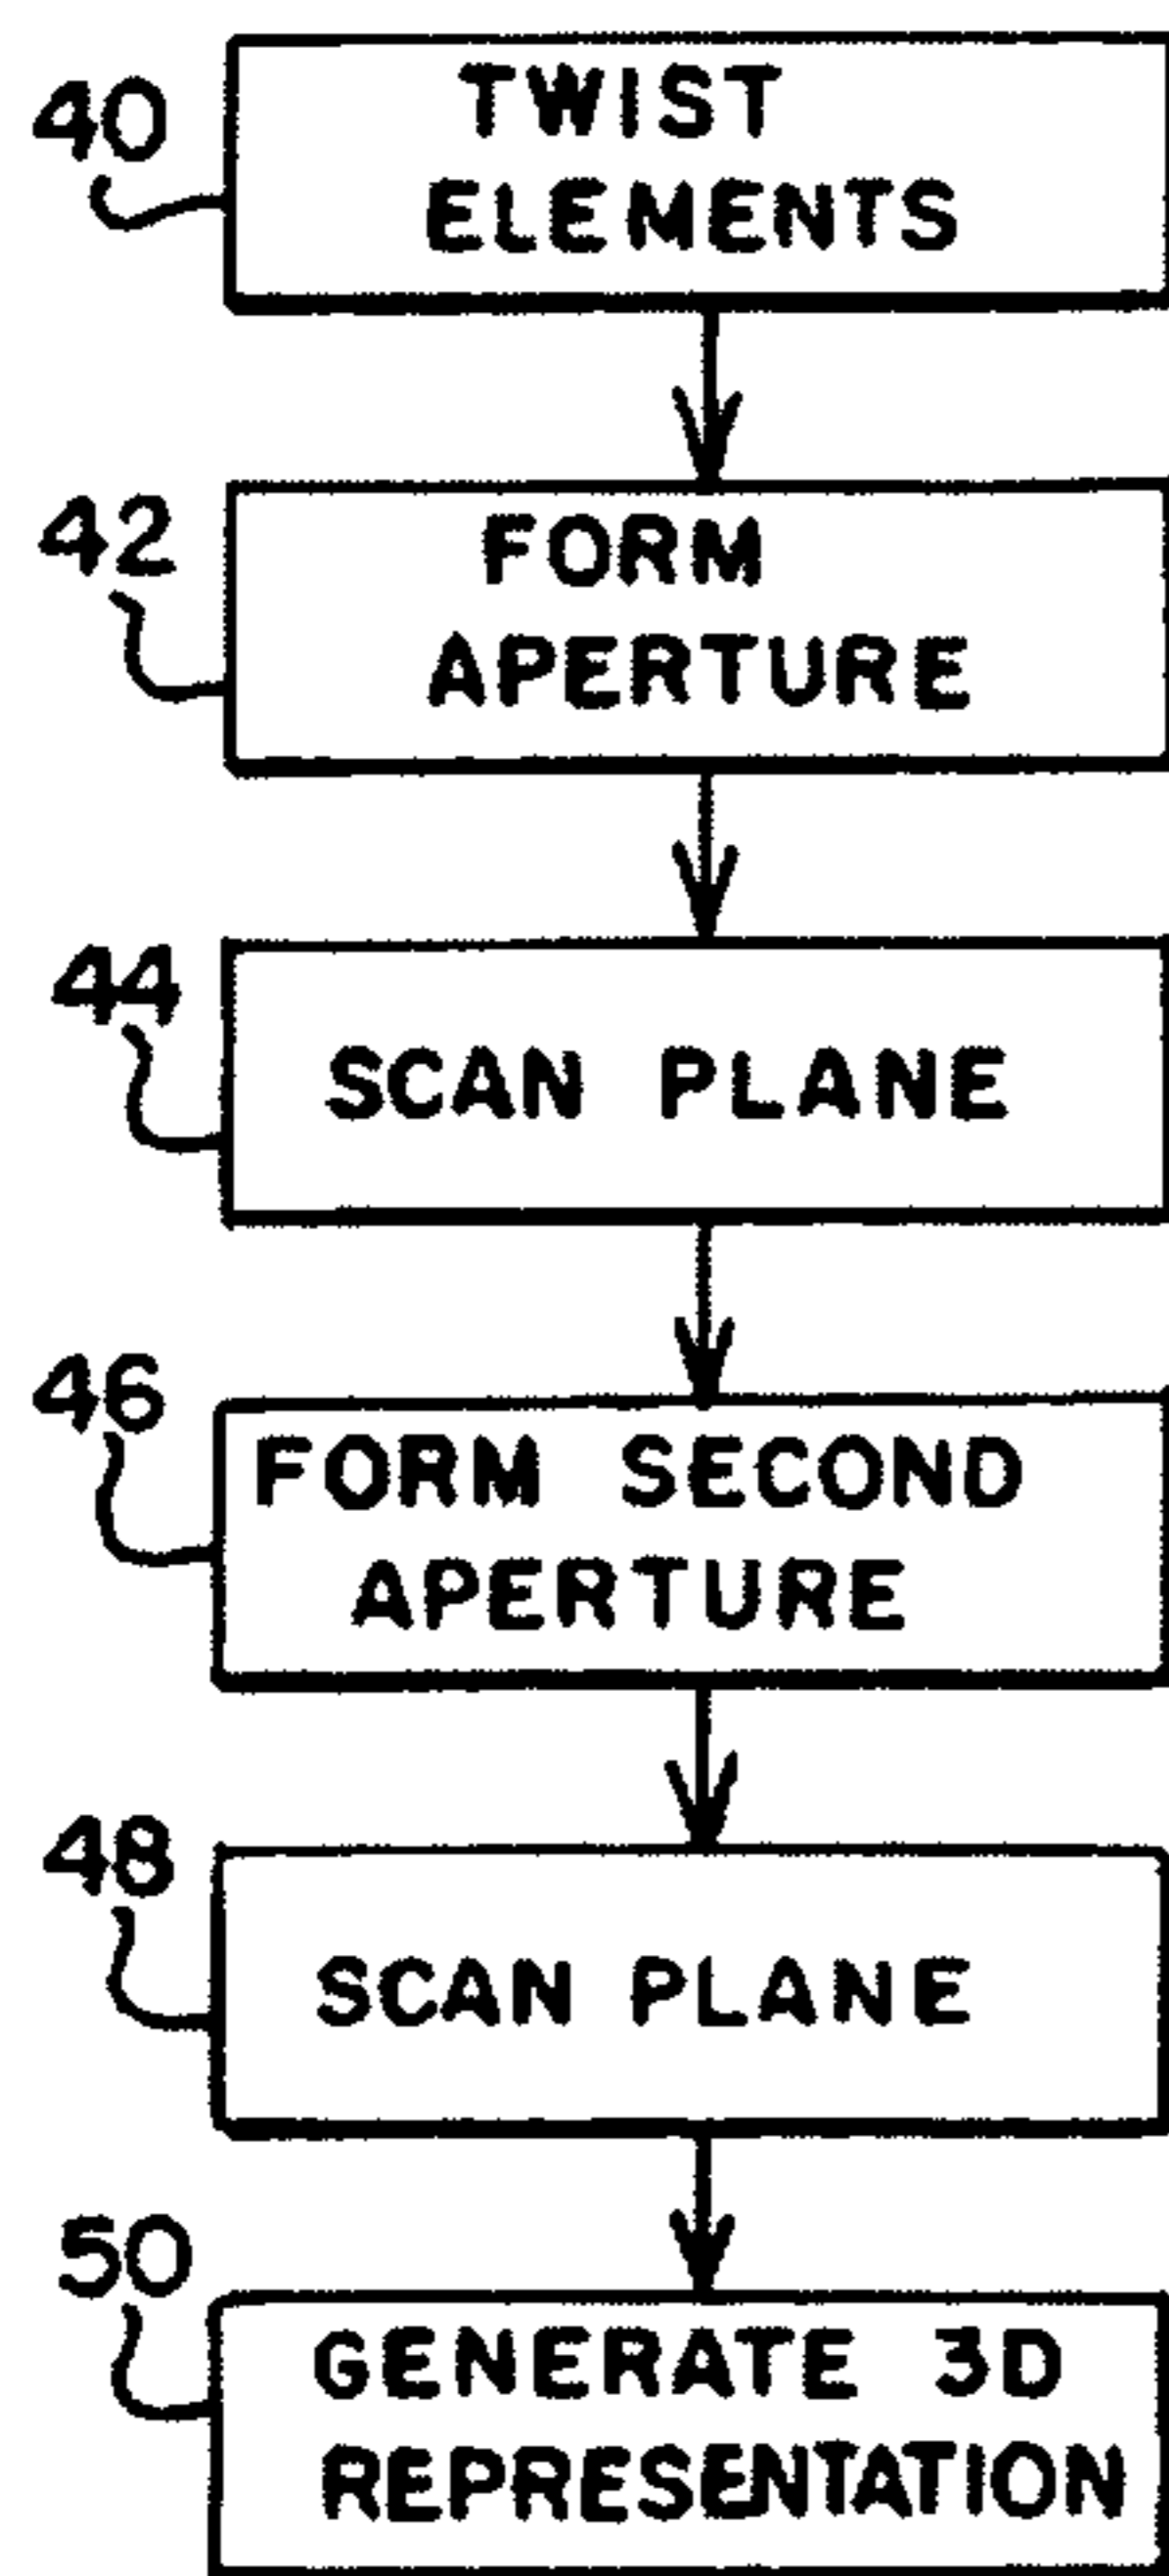 40
TWIST
ELEMENTS
42
FORM
APERTURE
44
SCAN PLANE
46
FORM SECOND
APERTURE
48
SCAN PLANE
50
GENERATE 3D
REPRESENTATION